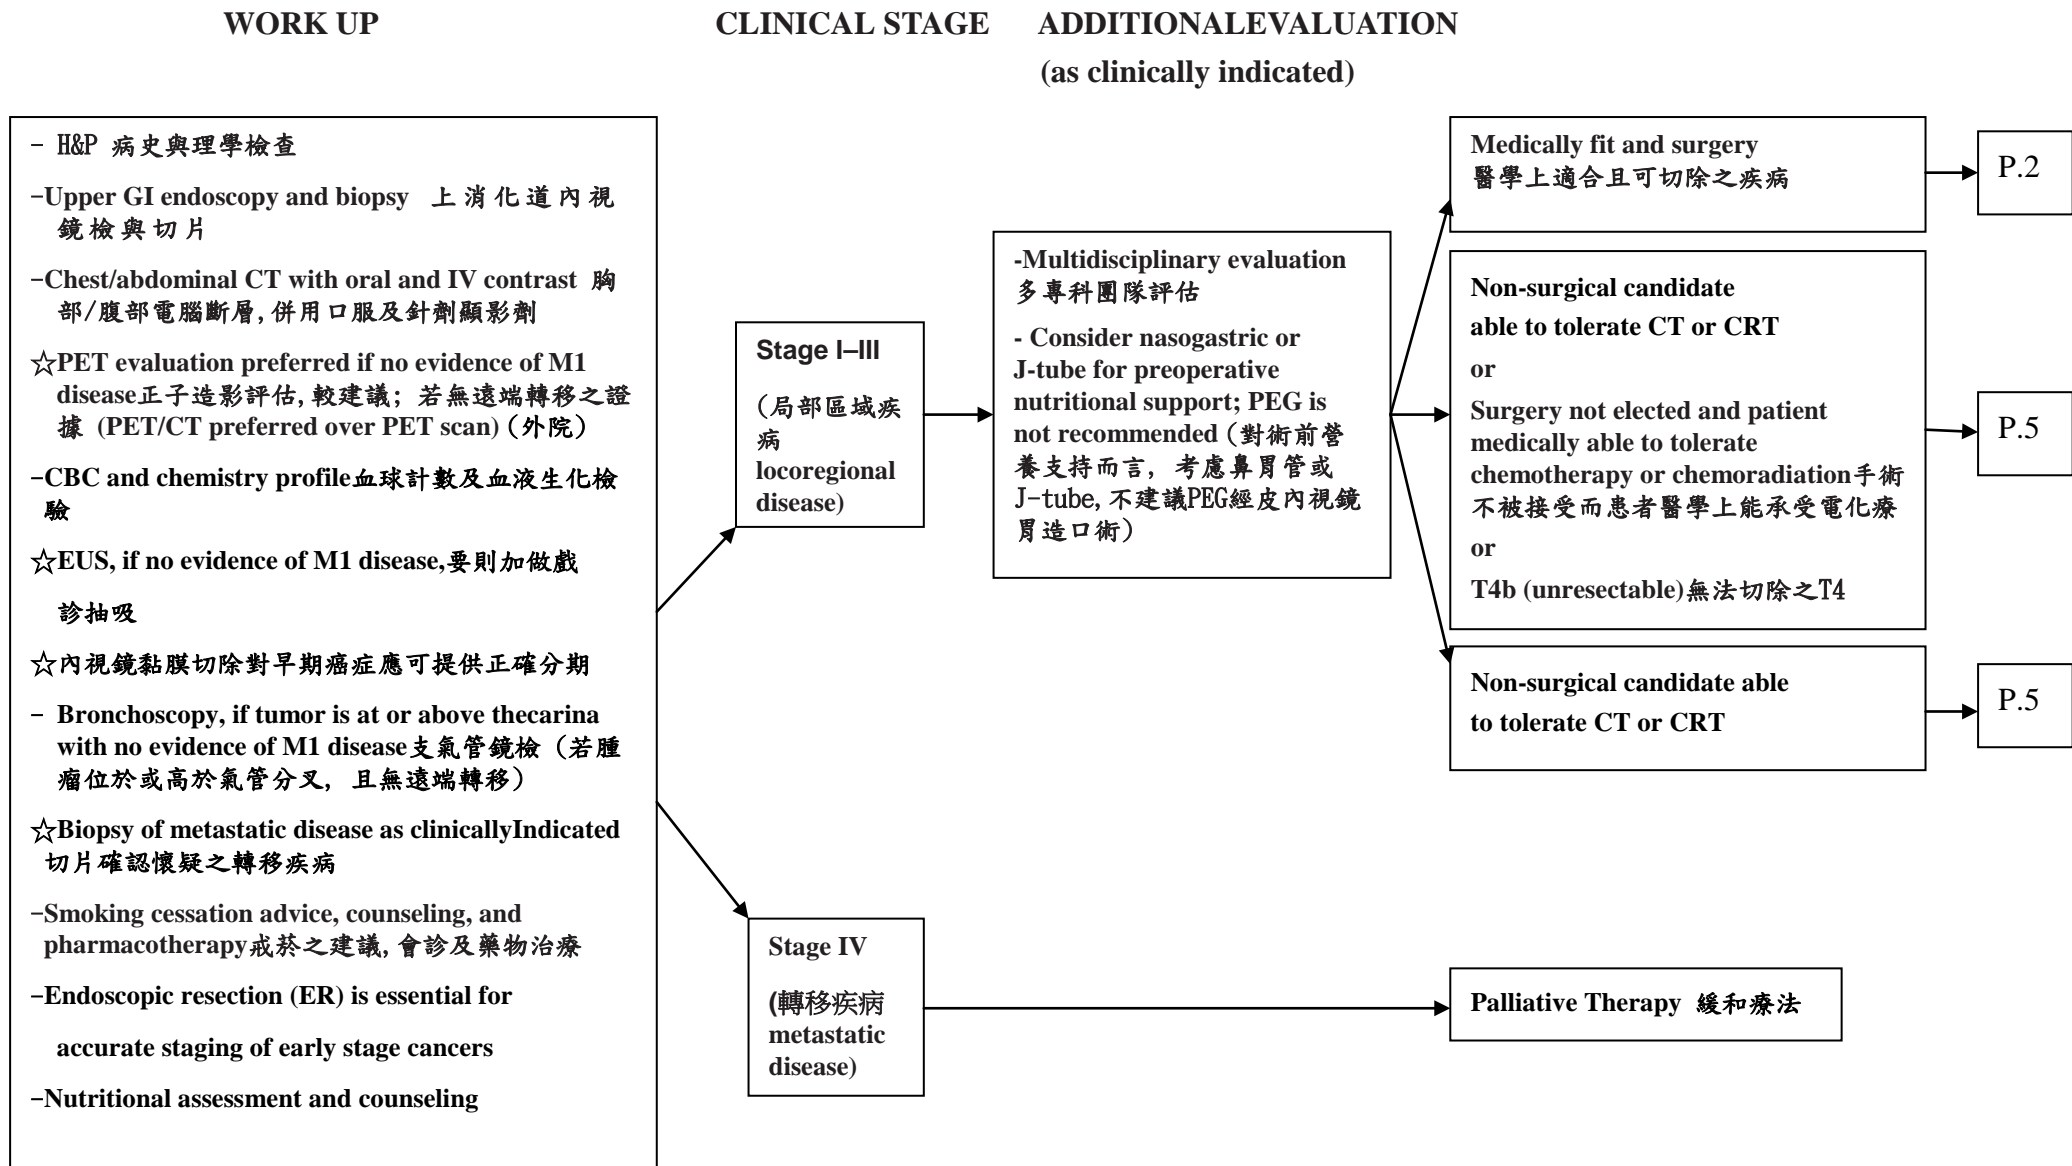 WORK UP
CLINICAL STAGE
ADDITIONALEVALUATION
(as clinically indicated)
- H&P 病史與理學檢查
-Upper GI endoscopy and biopsy 上消化道內視
鏡檢與切片
-Chest/abdominal CT with oral and IV contrast 胸
部/腹部電腦斷層,併用口服及針劑顯影劑
☆PET evaluation preferred if no evidence of M1
disease正子造影評估,較建議; 若無遠端轉移之證
據 (PET/CT preferred over PET scan)(外院)
-CBC and chemistry profile血球計數及血液生化檢
驗
☆EUS, if no evidence of M1 disease,要則加做戲
診抽吸
☆內視鏡黏膜切除對早期癌症應可提供正確分期
- Bronchoscopy, if tumor is at or above thecarina
with no evidence of M1 disease支氣管鏡檢 (若腫
瘤位於或高於氣管分叉, 且無遠端轉移)
☆Biopsy of metastatic disease as clinicallyIndicated
切片確認懷疑之轉移疾病
-Smoking cessation advice, counseling, and
pharmacotherapy戒菸之建議,會診及藥物治療
-Endoscopic resection (ER) is essential for
accurate staging of early stage cancers
-Nutritional assessment and counseling
Stage I–III
(局部區域疾
病
locoregional
disease)
Stage IV
(轉移疾病
metastatic
disease)
-Multidisciplinary evaluation
多專科團隊評估
- Consider nasogastric or
J-tube for preoperative
nutritional support; PEG is
not recommended (對術前營
養支持而言, 考慮鼻胃管或
J-tube,不建議PEG經皮內視鏡
胃造口術)
Medically fit and surgery
醫學上適合且可切除之疾病
P.2
Non-surgical candidate
able to tolerate CT or CRT
or
Surgery not elected and patient
medically able to tolerate
chemotherapy or chemoradiation手術
不被接受而患者醫學上能承受電化療
or
T4b (unresectable)無法切除之T4
P.5
Non-surgical candidate able
to tolerate CT or CRT
P.5
Palliative Therapy 緩和療法